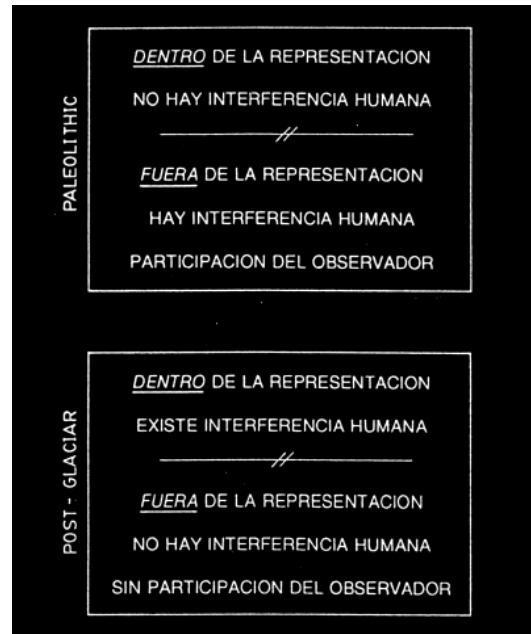 PALEOLITHIC
DENTRO DE LA REPRESENTACION
NO HAY INTERFERENCIA HUMANA
FUERA DE LA REPRESENTACION
HAY INTERFERENCIA HUMANA
PARTICIPACION DEL OBSERVADOR
POST-GLACIAR
DENTRO DE LA REPRESENTACION
EXISTE INTERFERENCIA HUMANA
FUERA DE LA REPRESENTACION
NO HAY INTERFERENCIA HUMANA
SIN PARTICIPACION DEL OBSERVADOR